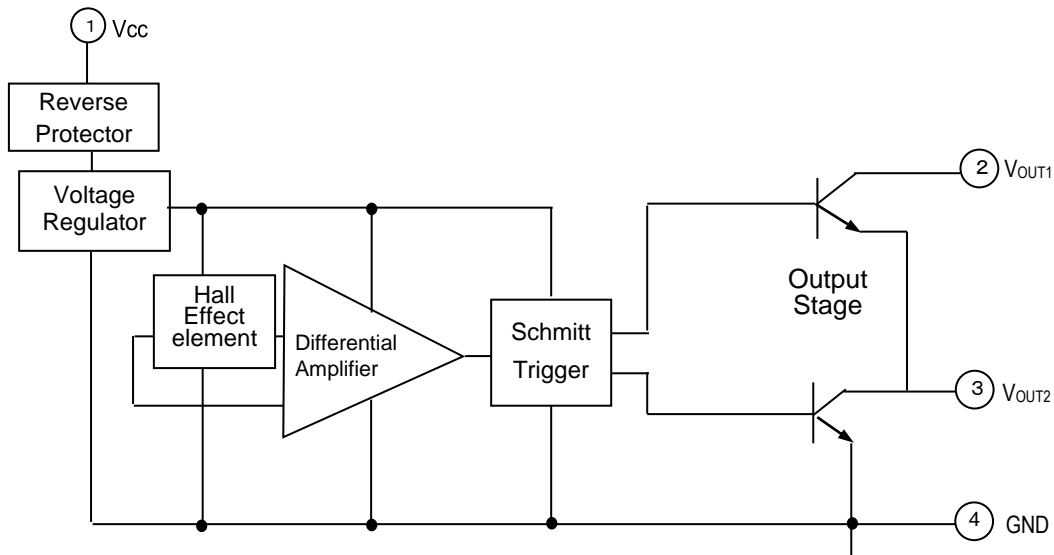 1 Vcc
Reverse
Protector
Voltage
Regulator
Hall
Effect
element
Differential
Amplifier
Schmitt
Trigger
Output
Stage
2 VOUT1
3 VOUT2
4 GND